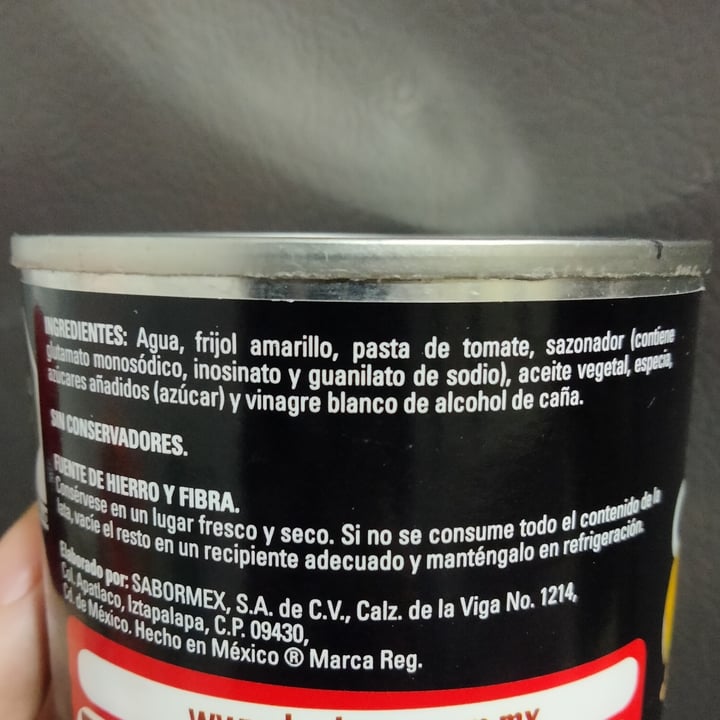 INGREDIENTES: Agua, frijol amarillo, pasta de tomate, sazonador (contiene
glutamato monosódico, inosinato y guanilato de sodio), aceite vegetal, especia,
azúcares añadidos (azúcar) y vinagre blanco de alcohol de caña.
SIN CONSERVADORES.
FUENTE DE HIERRO Y FIBRA.
Consérvese en un lugar fresco y seco. Si no se consume todo el contenido de la
lata, vacíe el resto en un recipiente adecuado y manténgalo en refrigeración.
Elaborado por: SABORMEX, S.A. de C.V., Calz. de la Viga No. 1214,
Col. Apatlaco, Iztapalapa, C.P. 09430,
Cd. de México. Hecho en México ® Marca Reg.